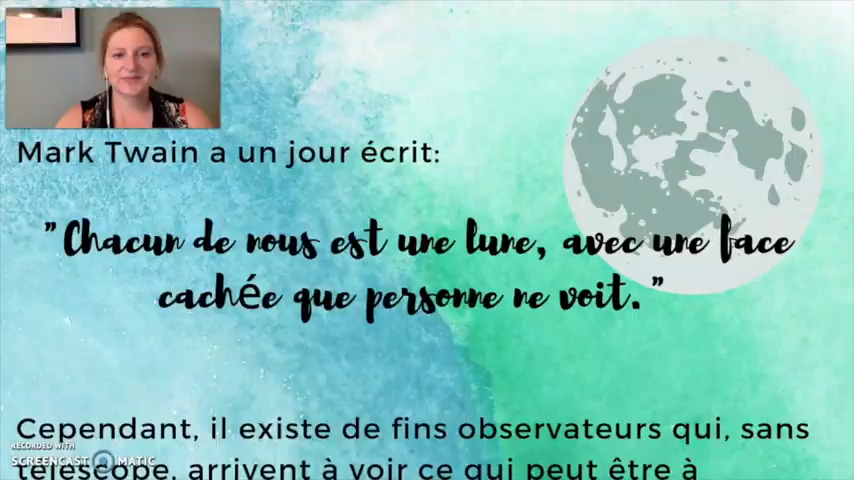 Mark Twain a un jour écrit:
"Chacun de nous est une lune, avec une face
cachée que personne ne voit."
Cependant, il existe de fins observateurs qui, sans
télescope, arrivent à voir ce qui peut être à
RECORDED WITH
SCREENCAST MATIC